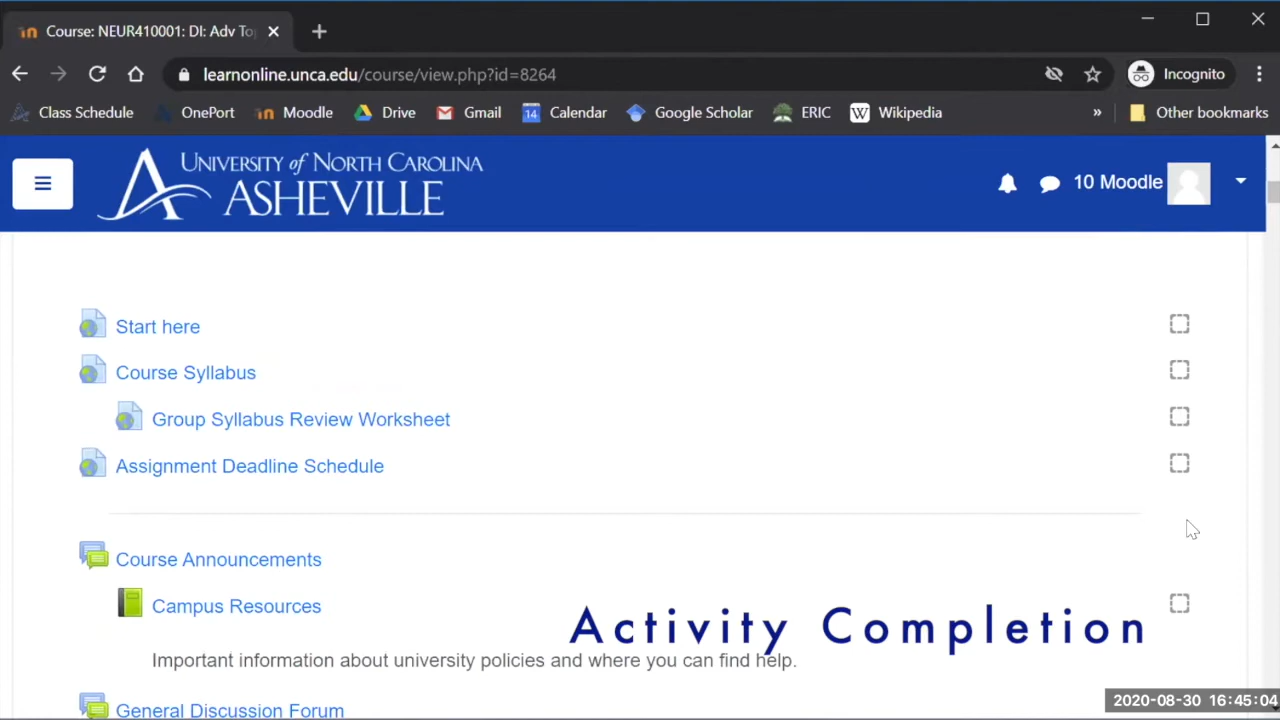 Course: NEUR410001: DI: Adv To
learnonline.unca.edu/course/view.php?id=8264
Incognito
Class Schedule
OnePort
Moodle
Drive
Gmail
14
Calendar
Google Scholar
ERIC
W
Wikipedia
»
Other bookmarks
UNIVERSITY of NORTH CAROLINA
ASHEVILLE
10 Moodle
Start here
Course Syllabus
Group Syllabus Review Worksheet
Assignment Deadline Schedule
Course Announcements
Campus Resources
Activity Completion
Important information about university policies and where you can find help.
General Discussion Forum
2020-08-30 16:45:04